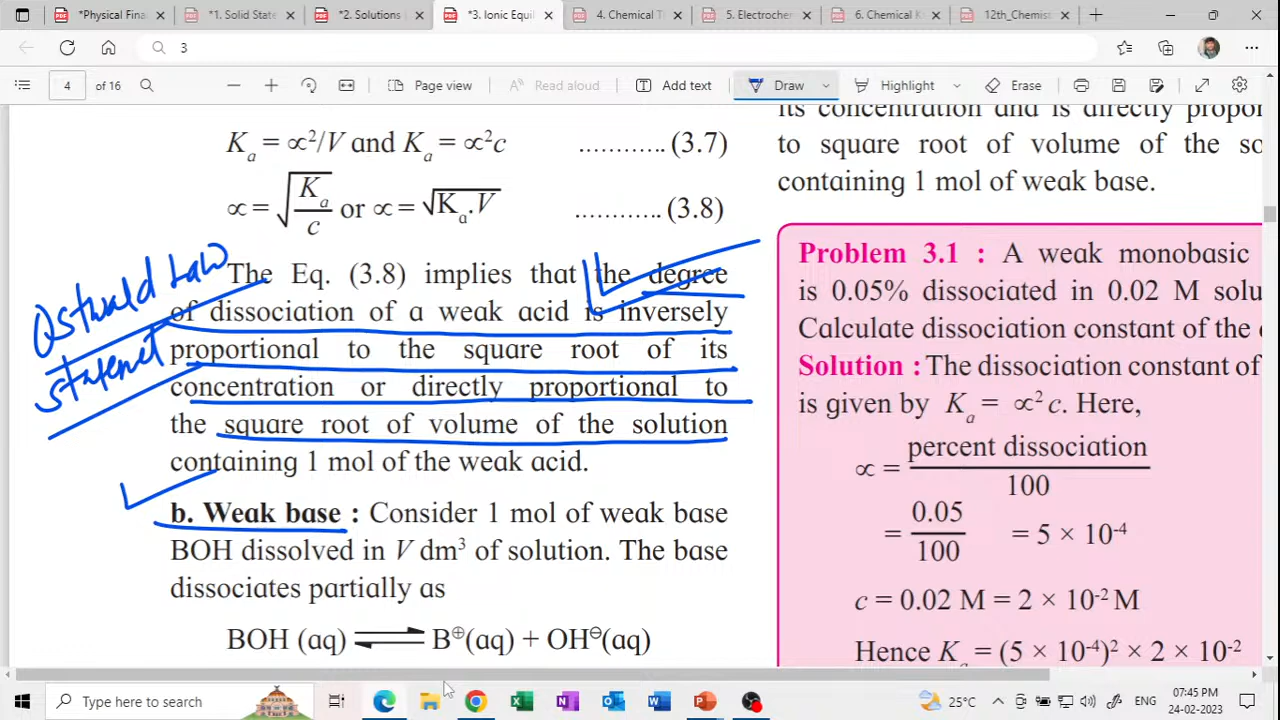 *Physical Fina
*1. Solid State
*2. Solutions
*3. Ionic Equil
4. Chemical T
5. Electrochem
6. Chemical K
12th_Chemist
3
4 of 16
Page view
Read aloud
Add text
Draw
Highlight
Erase
Kₐ = ∝²/V and Kₐ = ∝²c ...........(3.7)
∝ = √(Kₐ/c) or ∝ = √Kₐ.V ...........(3.8)
Ostwald Law
statemet
The Eq. (3.8) implies that the degree
of dissociation of a weak acid is inversely
proportional to the square root of its
concentration or directly proportional to
the square root of volume of the solution
containing 1 mol of the weak acid.
b. Weak base : Consider 1 mol of weak base
BOH dissolved in V dm³ of solution. The base
dissociates partially as
BOH (aq) ⇌ B⊕(aq) + OH⊖(aq)
its concentration and is directly propor
to square root of volume of the so
containing 1 mol of weak base.
Problem 3.1 : A weak monobasic
is 0.05% dissociated in 0.02 M solu
Calculate dissociation constant of the
Solution : The dissociation constant of
is given by Kₐ = ∝²c. Here,
∝ = percent dissociation / 100
= 0.05 / 100 = 5 × 10⁻⁴
c = 0.02 M = 2 × 10⁻² M
Hence Kₐ = (5 × 10⁻⁴)² × 2 × 10⁻²
Type here to search
25°C
ENG
07:45 PM
24-02-2023